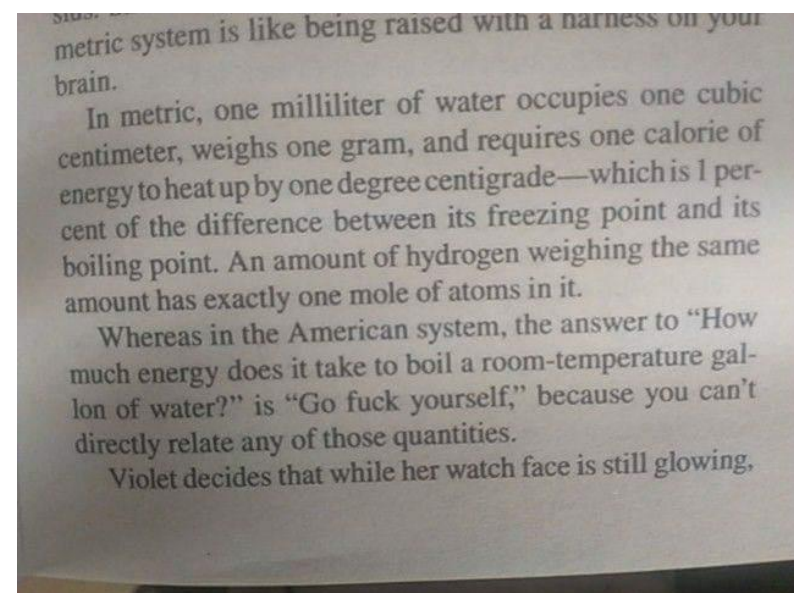 metric system is like being raised with a harness on your
brain.
In metric, one milliliter of water occupies one cubic
centimeter, weighs one gram, and requires one calorie of
energy to heat up by one degree centigrade—which is 1 per-
cent of the difference between its freezing point and its
boiling point. An amount of hydrogen weighing the same
amount has exactly one mole of atoms in it.
Whereas in the American system, the answer to “How
much energy does it take to boil a room-temperature gal-
lon of water?” is “Go fuck yourself,” because you can’t
directly relate any of those quantities.
Violet decides that while her watch face is still glowing,